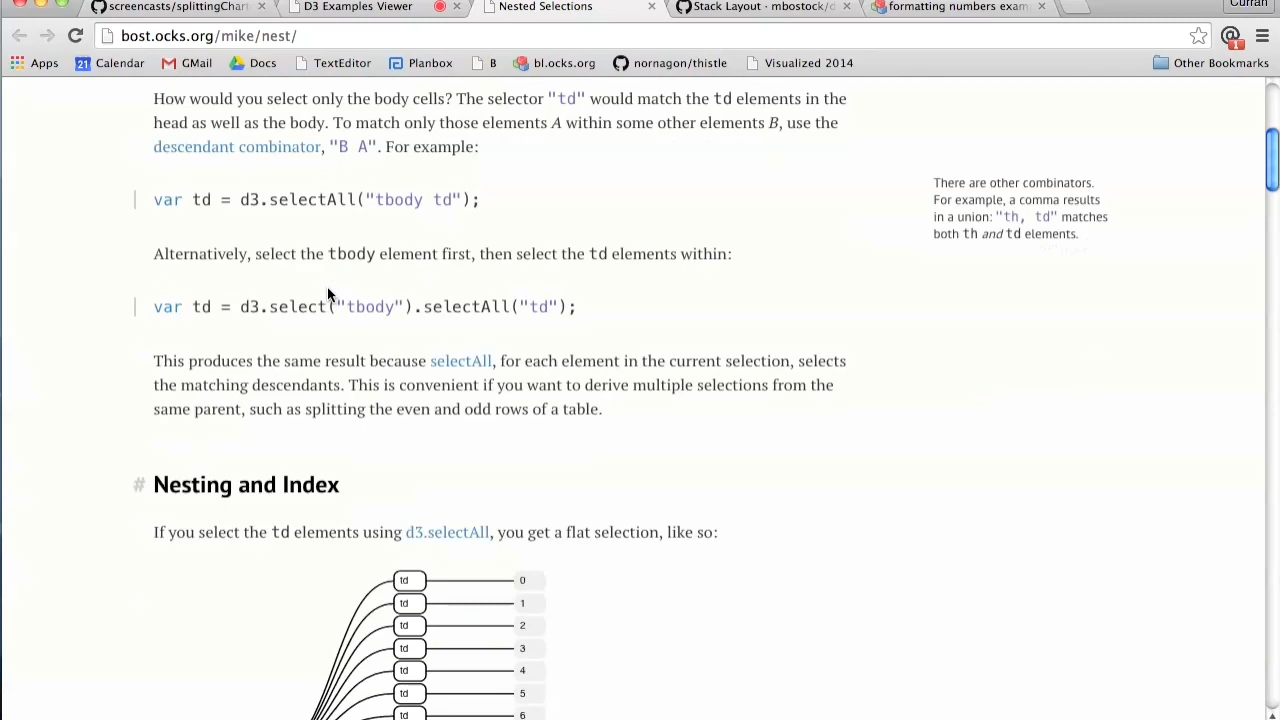 screencasts/splittingChart
D3 Examples Viewer
Nested Selections
Stack Layout · mbostock/d
formatting numbers exam
Curran
bost.ocks.org/mike/nest/
1
Apps
21 Calendar
GMail
Docs
TextEditor
Planbox
B
bl.ocks.org
nornagon/thistle
Visualized 2014
Other Bookmarks
How would you select only the body cells? The selector "td" would match the td elements in the
head as well as the body. To match only those elements A within some other elements B, use the
descendant combinator, "B A". For example:
var td = d3.selectAll("tbody td");
There are other combinators.
For example, a comma results
in a union: "th, td" matches
both th and td elements.
Alternatively, select the tbody element first, then select the td elements within:
var td = d3.select("tbody").selectAll("td");
This produces the same result because selectAll, for each element in the current selection, selects
the matching descendants. This is convenient if you want to derive multiple selections from the
same parent, such as splitting the even and odd rows of a table.
# Nesting and Index
If you select the td elements using d3.selectAll, you get a flat selection, like so:
td 0
td 1
td 2
td 3
td 4
td 5
td 6